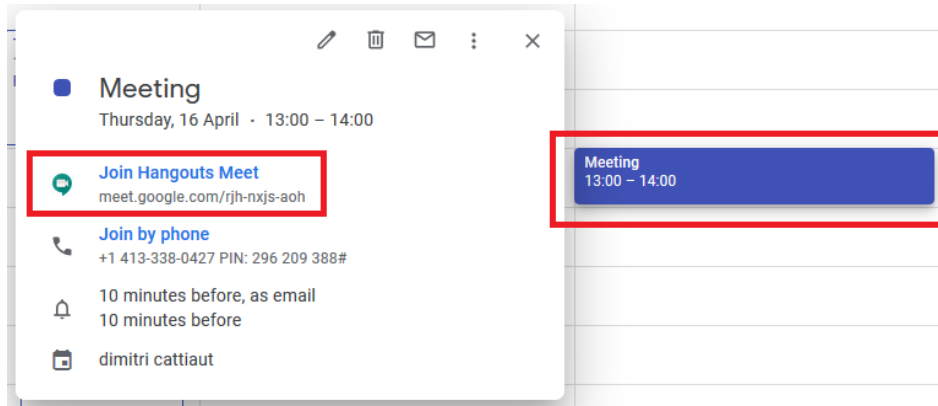 Meeting
Thursday, 16 April · 13:00 – 14:00
Join Hangouts Meet
meet.google.com/rjh-nxjs-aoh
Join by phone
+1 413-338-0427 PIN: 296 209 388#
10 minutes before, as email
10 minutes before
dimitri cattiaut
Meeting
13:00 – 14:00